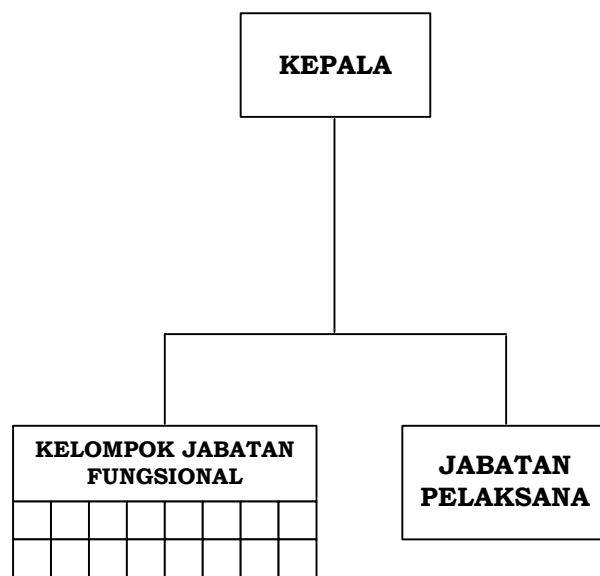 KEPALA
KELOMPOK JABATAN
FUNGSIONAL
JABATAN
PELAKSANA